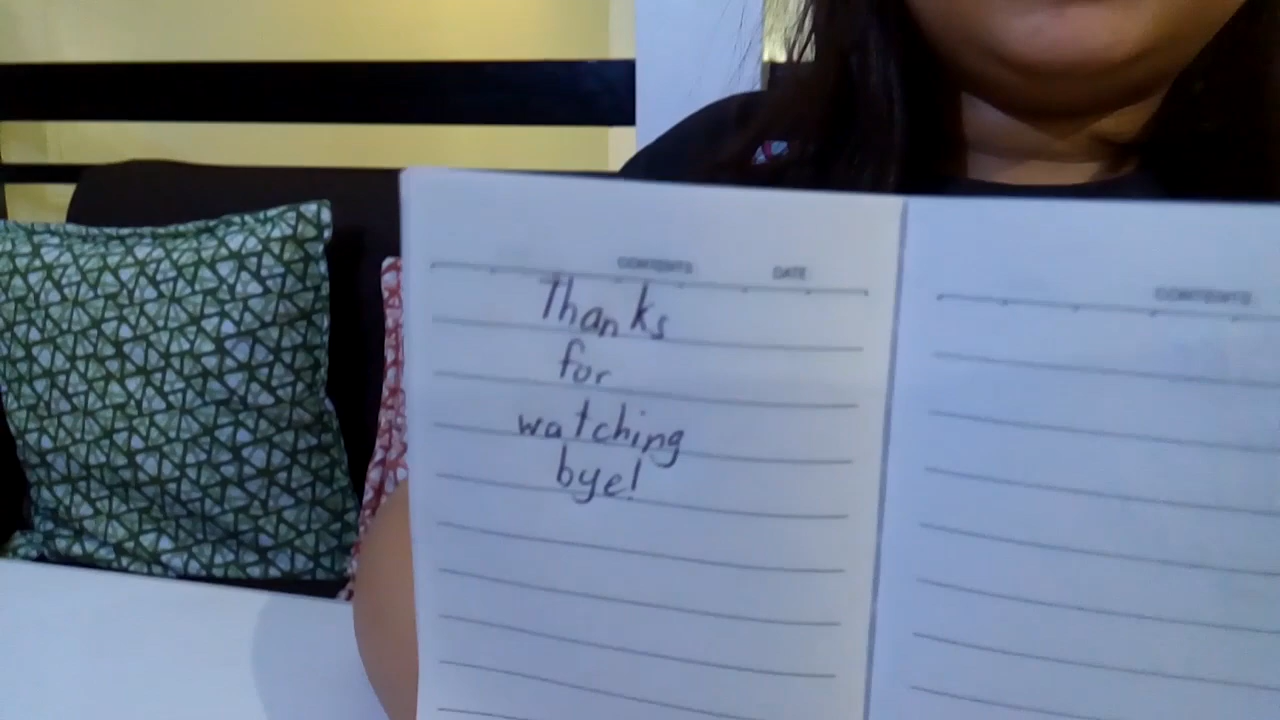 CONTENTS DATE
Thanks
for
watching
bye!
CONTENTS